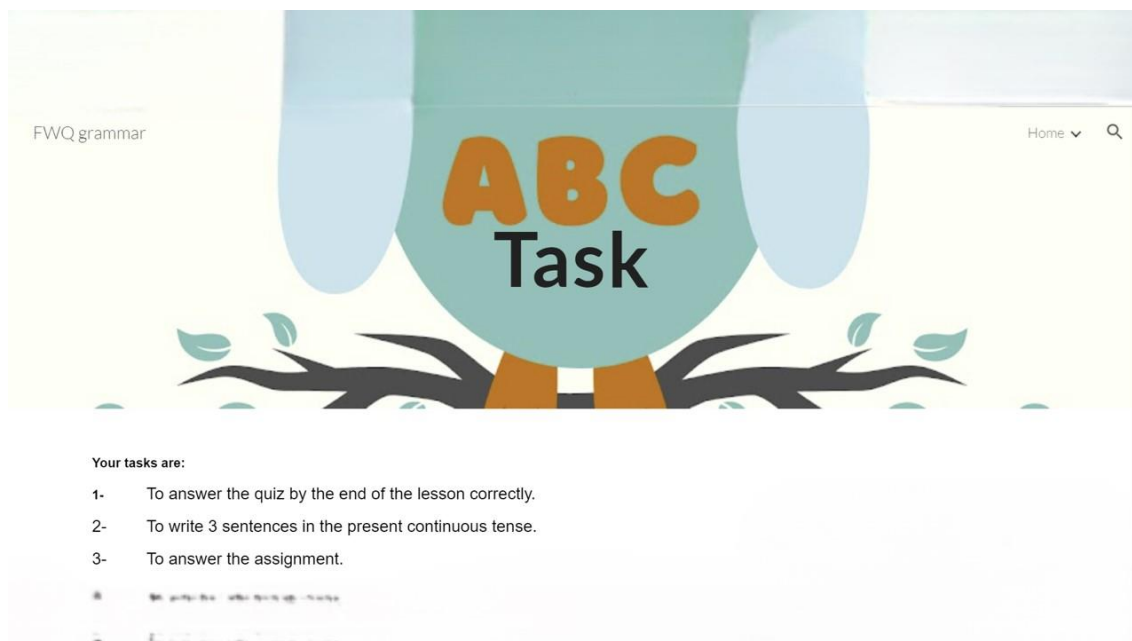 FWQ grammar
Home
ABC
Task
Your tasks are:
1- To answer the quiz by the end of the lesson correctly.
2- To write 3 sentences in the present continuous tense.
3- To answer the assignment.